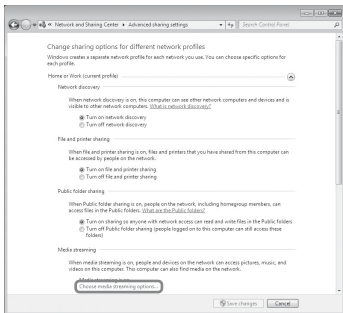 « Network and Sharing Center ▸ Advanced sharing settings
Search Control Panel
Change sharing options for different network profiles
Windows creates a separate network profile for each network you use. You can choose specific options for
each profile.
Home or Work (current profile)
Network discovery
When network discovery is on, this computer can see other network computers and devices and is
visible to other network computers. What is network discovery?
Turn on network discovery
Turn off network discovery
File and printer sharing
When file and printer sharing is on, files and printers that you have shared from this computer can
be accessed by people on the network.
Turn on file and printer sharing
Turn off file and printer sharing
Public folder sharing
When Public folder sharing is on, people on the network, including homegroup members, can
access files in the Public folders. What are the Public folders?
Turn on sharing so anyone with network access can read and write files in the Public folders
Turn off Public folder sharing (people logged on to this computer can still access these
folders)
Media streaming
When media streaming is on, people and devices on the network can access pictures, music, and
videos on this computer. This computer can also find media on the network.
Choose media streaming options...
Save changes
Cancel